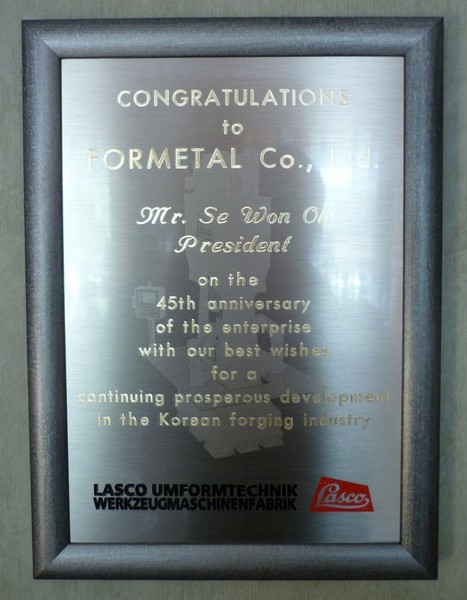 CONGRATULATIONS
to
FORMETAL Co., Ltd.
Mr. Se Won Oh
President
on the
45th anniversary
of the enterprise
with our best wishes
for a
continuing prosperous development
in the Korean forging industry
LASCO UMFORMTECHNIK
WERKZEUGMASCHINENFABRIK
Lasco